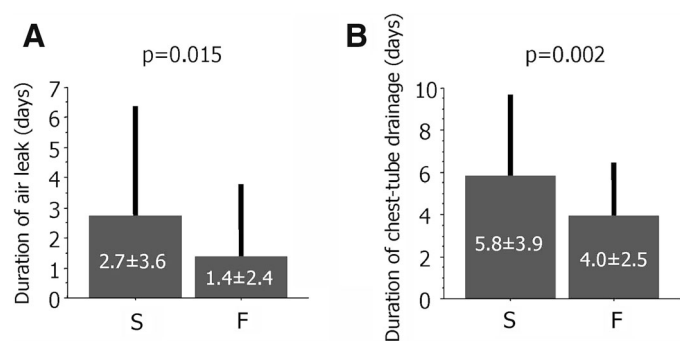 A
p=0.015
Duration of air leak (days)
7
6
5
4
3
2
1
0
2.7±3.6
1.4±2.4
S
F
B
p=0.002
Duration of chest-tube drainage (days)
10
8
6
4
2
0
5.8±3.9
4.0±2.5
S
F